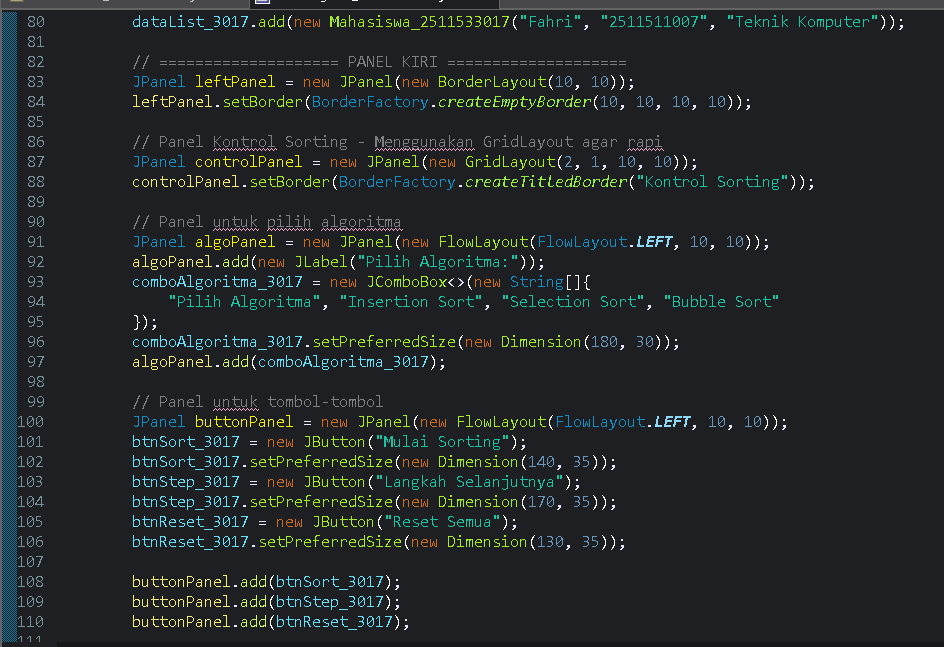 80 dataList_3017.add(new Mahasiswa_2511533017("Fahri", "2511511007", "Teknik Komputer"));
81
82 // ==================== PANEL KIRI ====================
83 JPanel leftPanel = new JPanel(new BorderLayout(10, 10));
84 leftPanel.setBorder(BorderFactory.createEmptyBorder(10, 10, 10, 10));
85
86 // Panel Kontrol Sorting - Menggunakan GridLayout agar rapi
87 JPanel controlPanel = new JPanel(new GridLayout(2, 1, 10, 10));
88 controlPanel.setBorder(BorderFactory.createTitledBorder("Kontrol Sorting"));
89
90 // Panel untuk pilih algoritma
91 JPanel algoPanel = new JPanel(new FlowLayout(FlowLayout.LEFT, 10, 10));
92 algoPanel.add(new JLabel("Pilih Algoritma:"));
93 comboAlgoritma_3017 = new JComboBox<>(new String[]{
94     "Pilih Algoritma", "Insertion Sort", "Selection Sort", "Bubble Sort"
95 });
96 comboAlgoritma_3017.setPreferredSize(new Dimension(180, 30));
97 algoPanel.add(comboAlgoritma_3017);
98
99 // Panel untuk tombol-tombol
100 JPanel buttonPanel = new JPanel(new FlowLayout(FlowLayout.LEFT, 10, 10));
101 btnSort_3017 = new JButton("Mulai Sorting");
102 btnSort_3017.setPreferredSize(new Dimension(140, 35));
103 btnStep_3017 = new JButton("Langkah Selanjutnya");
104 btnStep_3017.setPreferredSize(new Dimension(170, 35));
105 btnReset_3017 = new JButton("Reset Semua");
106 btnReset_3017.setPreferredSize(new Dimension(130, 35));
107
108 buttonPanel.add(btnSort_3017);
109 buttonPanel.add(btnStep_3017);
110 buttonPanel.add(btnReset_3017);
111